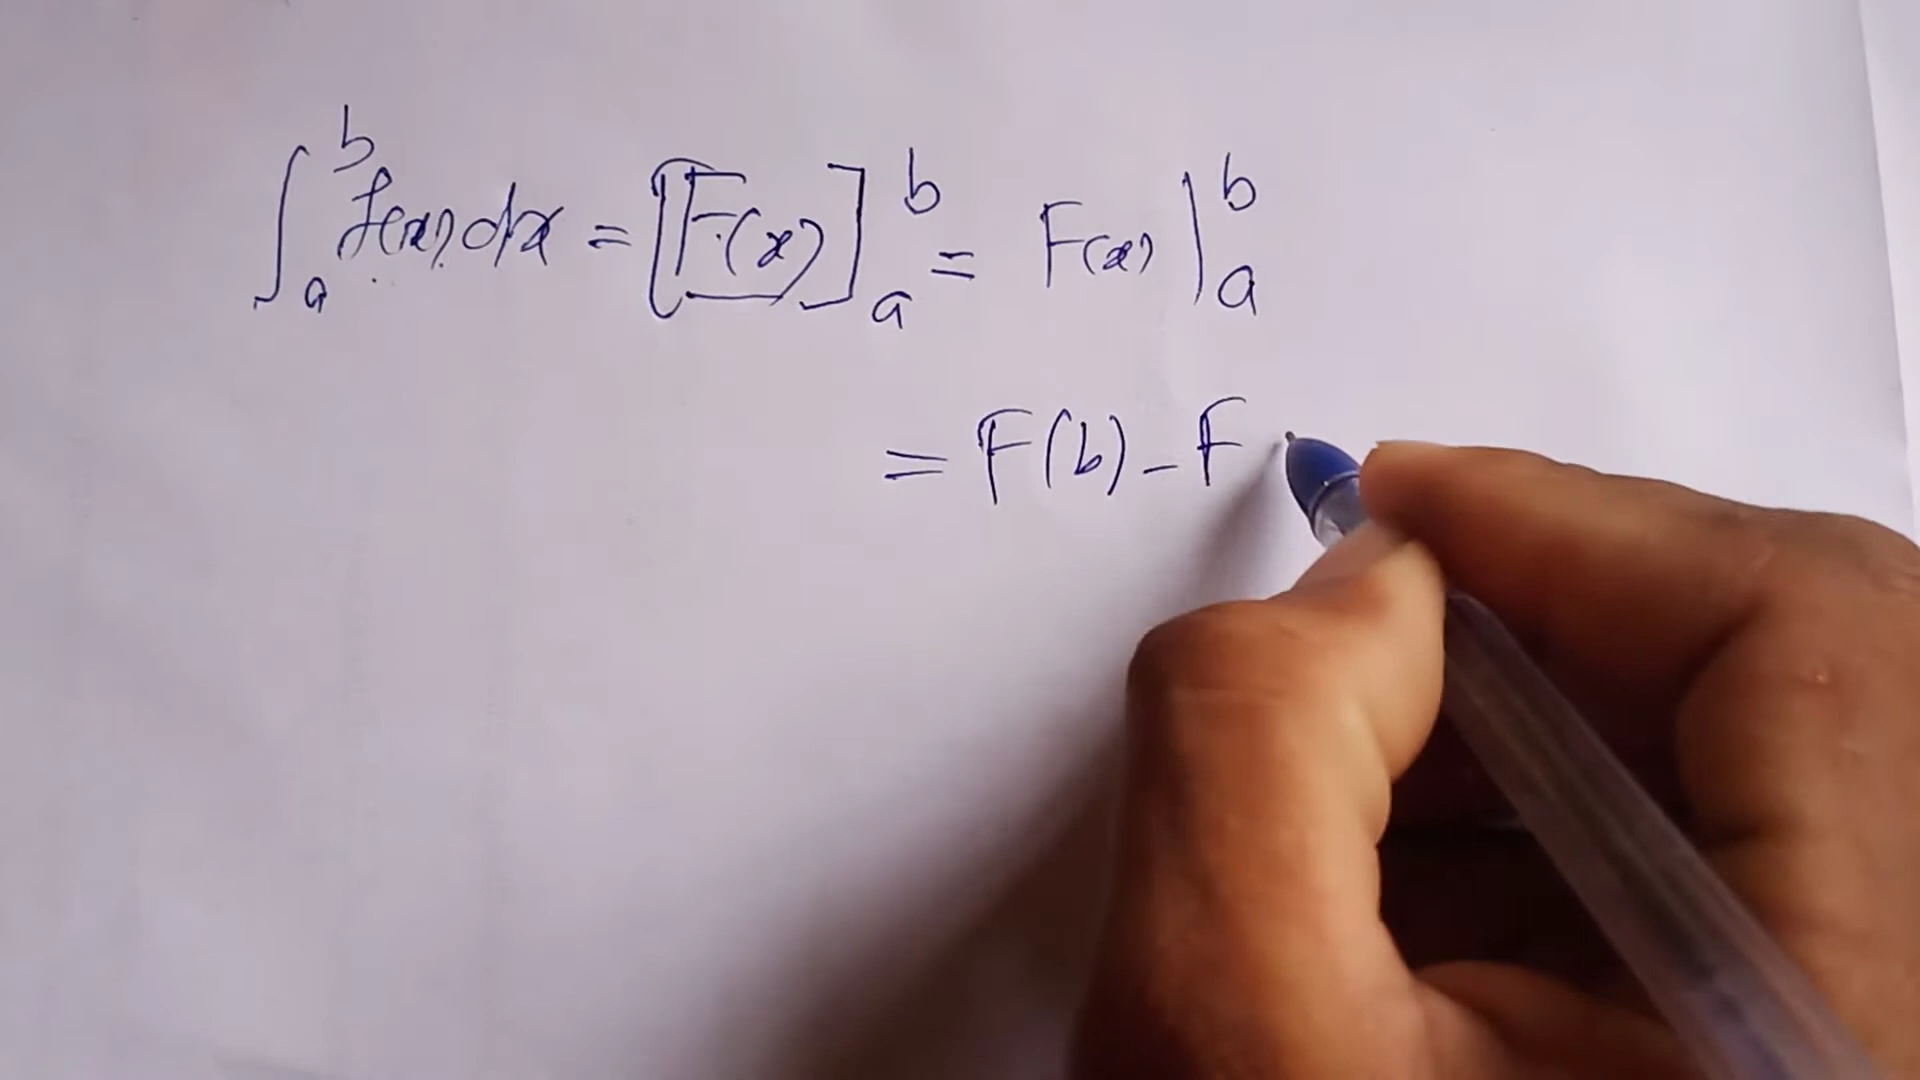 ∫_a^b f(x) dx = [F(x)]_a^b = F(x) |_a^b
= F(b) - F